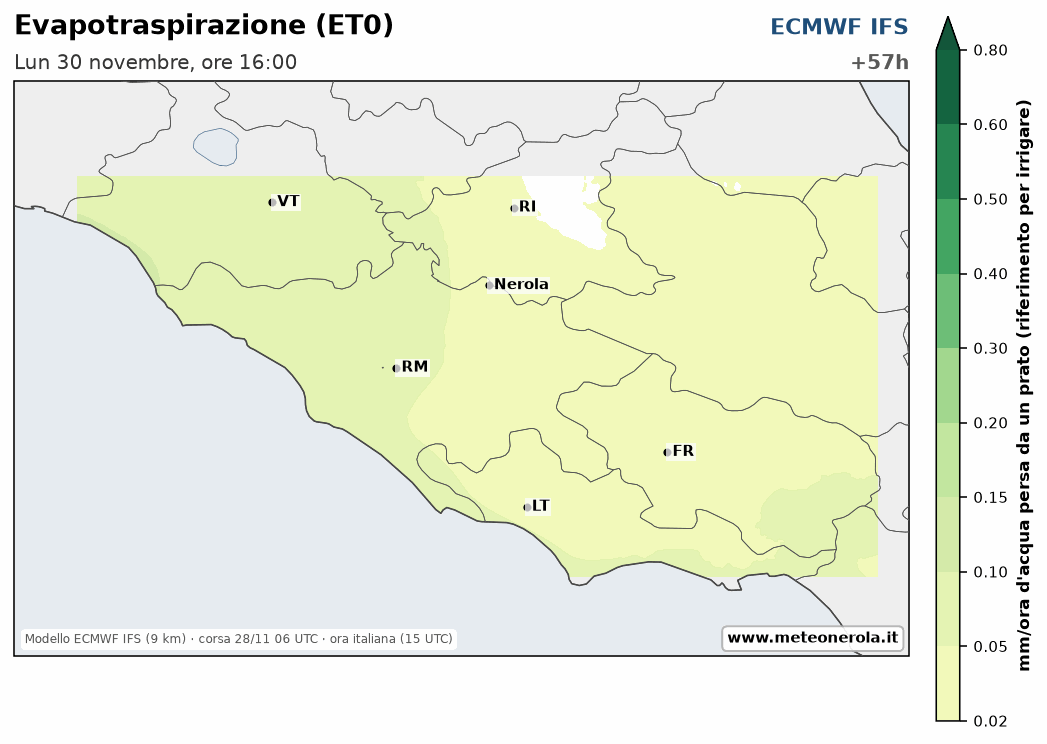 Evapotraspirazione (ET0)
ECMWF IFS
Lun 30 novembre, ore 16:00
+57h
VT
RI
Nerola
RM
FR
LT
Modello ECMWF IFS (9 km) · corsa 28/11 06 UTC · ora italiana (15 UTC)
www.meteonerola.it
0.80
0.60
0.50
0.40
0.30
0.20
0.15
0.10
0.05
0.02
mm/ora d'acqua persa da un prato (riferimento per irrigare)